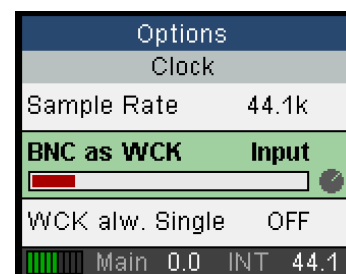 Options
Clock
Sample Rate 44.1k
BNC as WCK Input
WCK alw. Single OFF
Main 0.0 INT 44.1